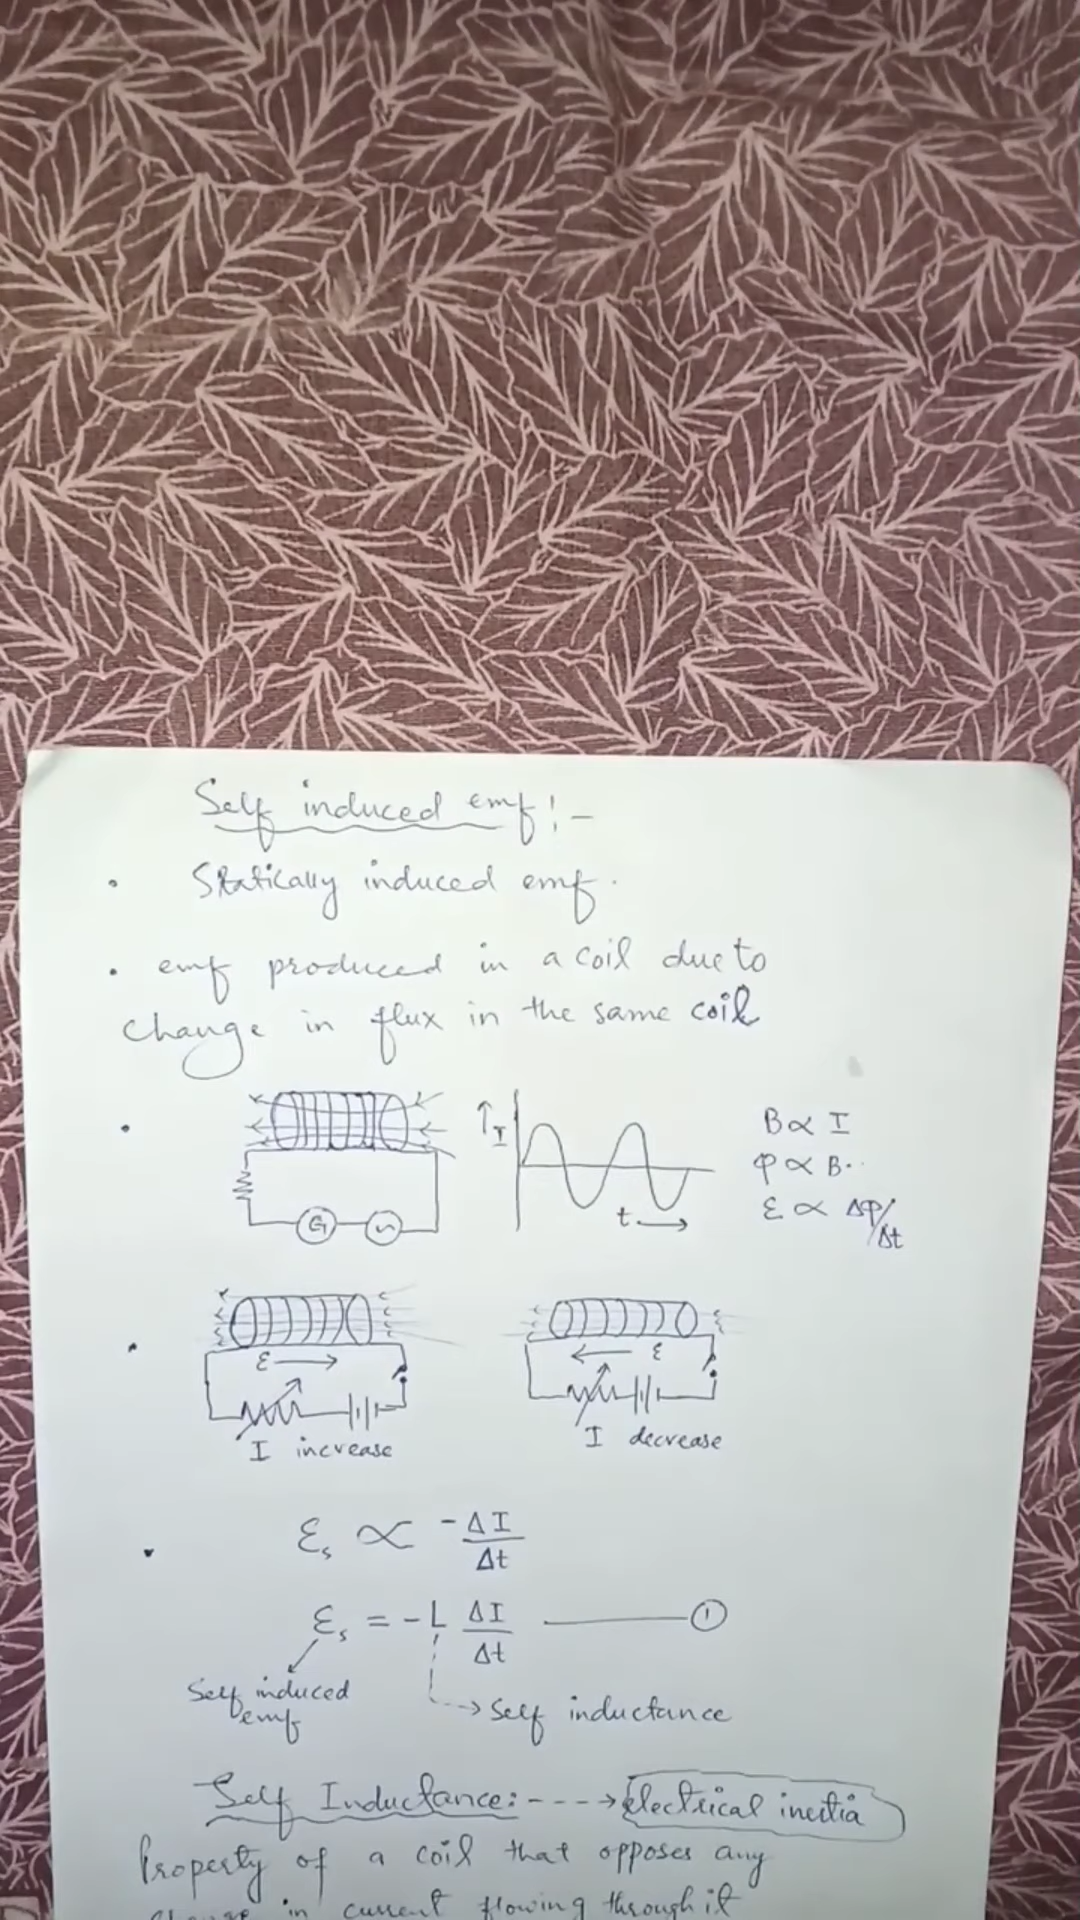 Self induced emf :-
• Statically induced emf.
• emf produced in a coil due to
change in flux in the same coil
•
G
↑I
t→
B ∝ I
φ ∝ B.
ε ∝ Δφ/Δt
•
ε →
I increase
← ε
I decrease
• εs ∝ -ΔI/Δt
εs = -L ΔI/Δt ——— ①
Self induced
emf
→ Self inductance
Self Inductance: ----→ electrical inertia
Property of a coil that opposes any
change in current flowing through it